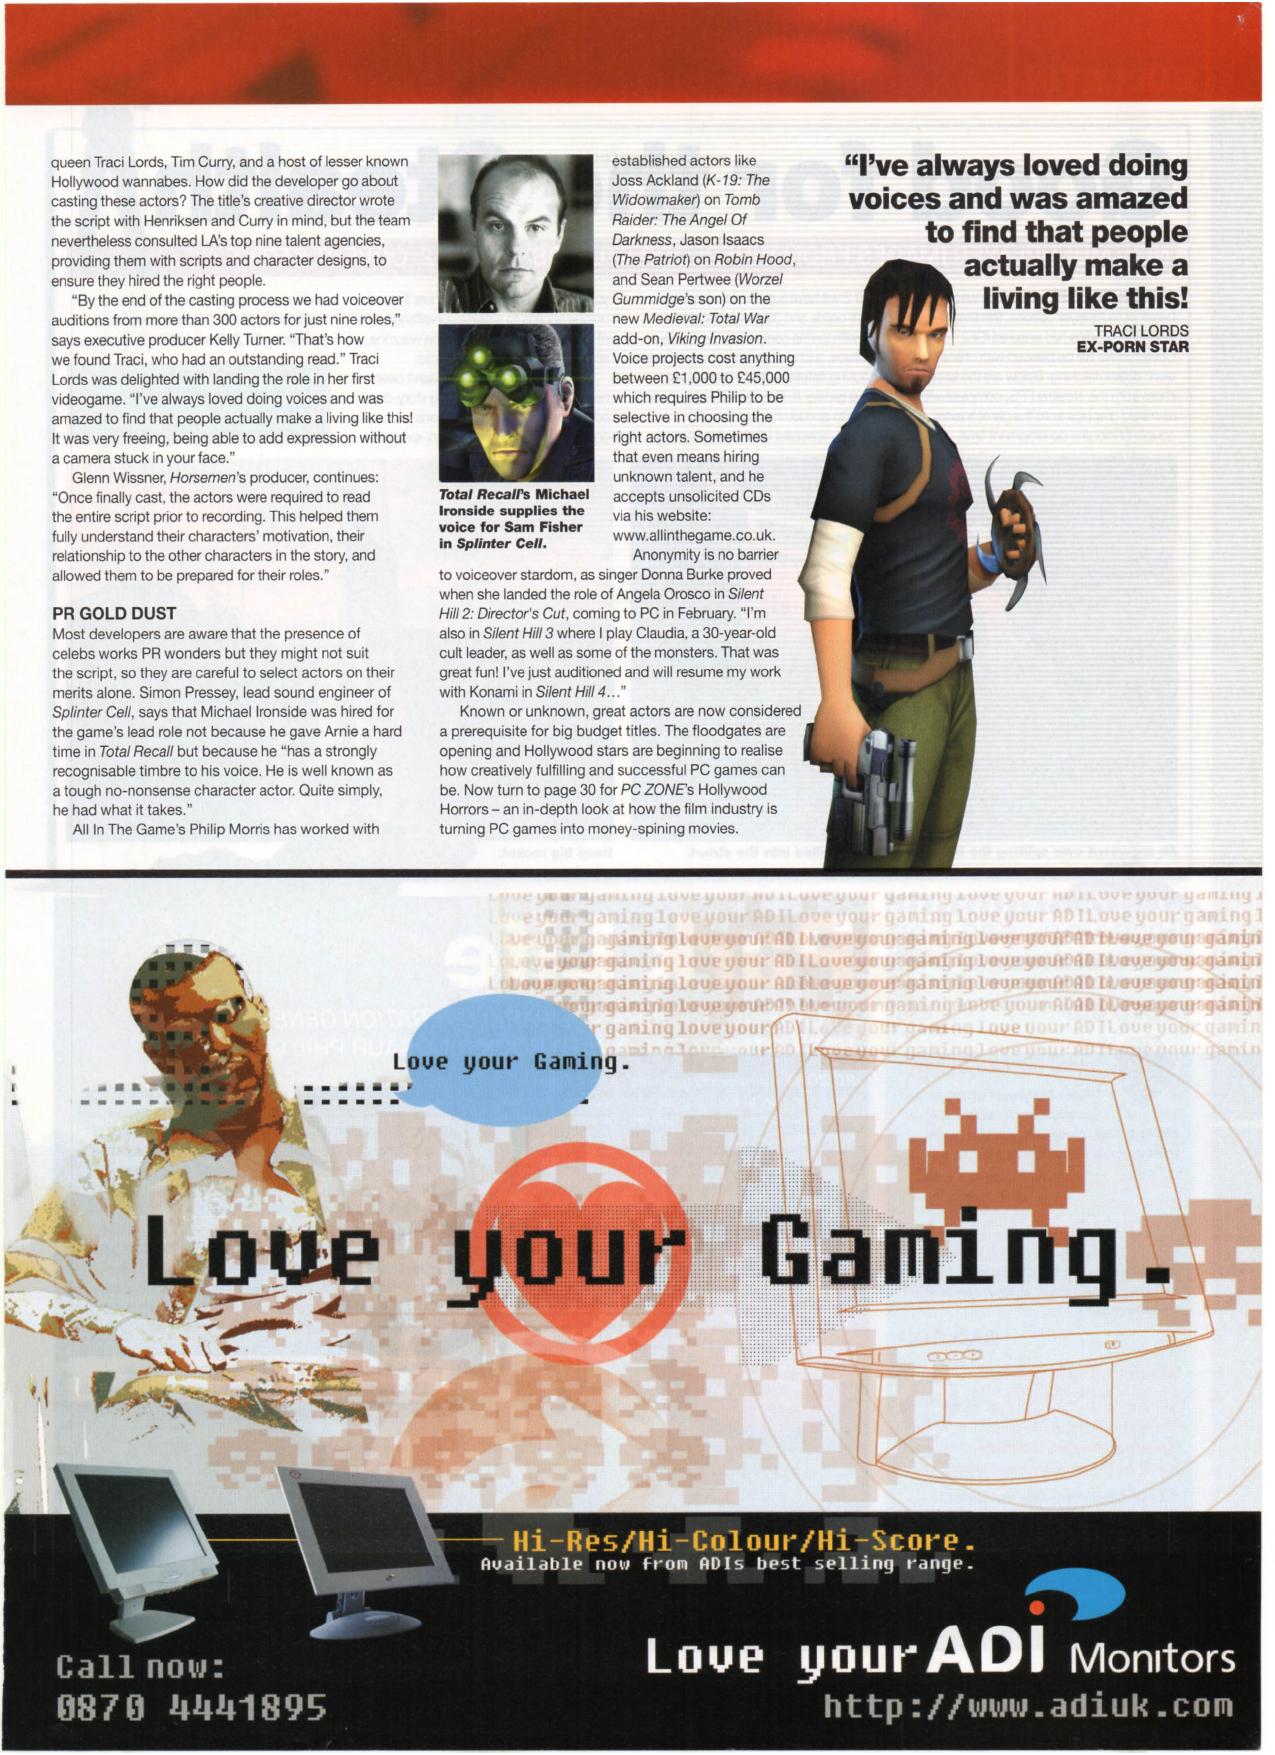 queen Traci Lords, Tim Curry, and a host of lesser known
Hollywood wannabes. How did the developer go about
casting these actors? The title's creative director wrote
the script with Henriksen and Curry in mind, but the team
nevertheless consulted LA's top nine talent agencies,
providing them with scripts and character designs, to
ensure they hired the right people.
"By the end of the casting process we had voiceover
auditions from more than 300 actors for just nine roles,"
says executive producer Kelly Turner. "That's how
we found Traci, who had an outstanding read." Traci
Lords was delighted with landing the role in her first
videogame. "I've always loved doing voices and was
amazed to find that people actually make a living like this!
It was very freeing, being able to add expression without
a camera stuck in your face."
Glenn Wissner, Horsemen's producer, continues:
"Once finally cast, the actors were required to read
the entire script prior to recording. This helped them
fully understand their characters' motivation, their
relationship to the other characters in the story, and
allowed them to be prepared for their roles."
PR GOLD DUST
Most developers are aware that the presence of
celebs works PR wonders but they might not suit
the script, so they are careful to select actors on their
merits alone. Simon Pressey, lead sound engineer of
Splinter Cell, says that Michael Ironside was hired for
the game's lead role not because he gave Arnie a hard
time in Total Recall but because he "has a strongly
recognisable timbre to his voice. He is well known as
a tough no-nonsense character actor. Quite simply,
he had what it takes."
All In The Game's Philip Morris has worked with
Total Recall's Michael
Ironside supplies the
voice for Sam Fisher
in Splinter Cell.
established actors like
Joss Ackland (K-19: The
Widowmaker) on Tomb
Raider: The Angel Of
Darkness, Jason Isaacs
(The Patriot) on Robin Hood,
and Sean Pertwee (Worzel
Gummidge's son) on the
new Medieval: Total War
add-on, Viking Invasion.
Voice projects cost anything
between £1,000 to £45,000
which requires Philip to be
selective in choosing the
right actors. Sometimes
that even means hiring
unknown talent, and he
accepts unsolicited CDs
via his website:
www.allinthegame.co.uk.
Anonymity is no barrier
to voiceover stardom, as singer Donna Burke proved
when she landed the role of Angela Orosco in Silent
Hill 2: Director's Cut, coming to PC in February. "I'm
also in Silent Hill 3 where I play Claudia, a 30-year-old
cult leader, as well as some of the monsters. That was
great fun! I've just auditioned and will resume my work
with Konami in Silent Hill 4..."
Known or unknown, great actors are now considered
a prerequisite for big budget titles. The floodgates are
opening and Hollywood stars are beginning to realise
how creatively fulfilling and successful PC games can
be. Now turn to page 30 for PC ZONE's Hollywood
Horrors – an in-depth look at how the film industry is
turning PC games into money-spining movies.
"I've always loved doing
voices and was amazed
to find that people
actually make a
living like this!
TRACI LORDS
EX-PORN STAR
Love your Gaming.
Love your Gaming.
Hi-Res/Hi-Colour/Hi-Score.
Available now from ADIs best selling range.
Call now:
0870 4441895
Love your ADI Monitors
http://www.adiuk.com